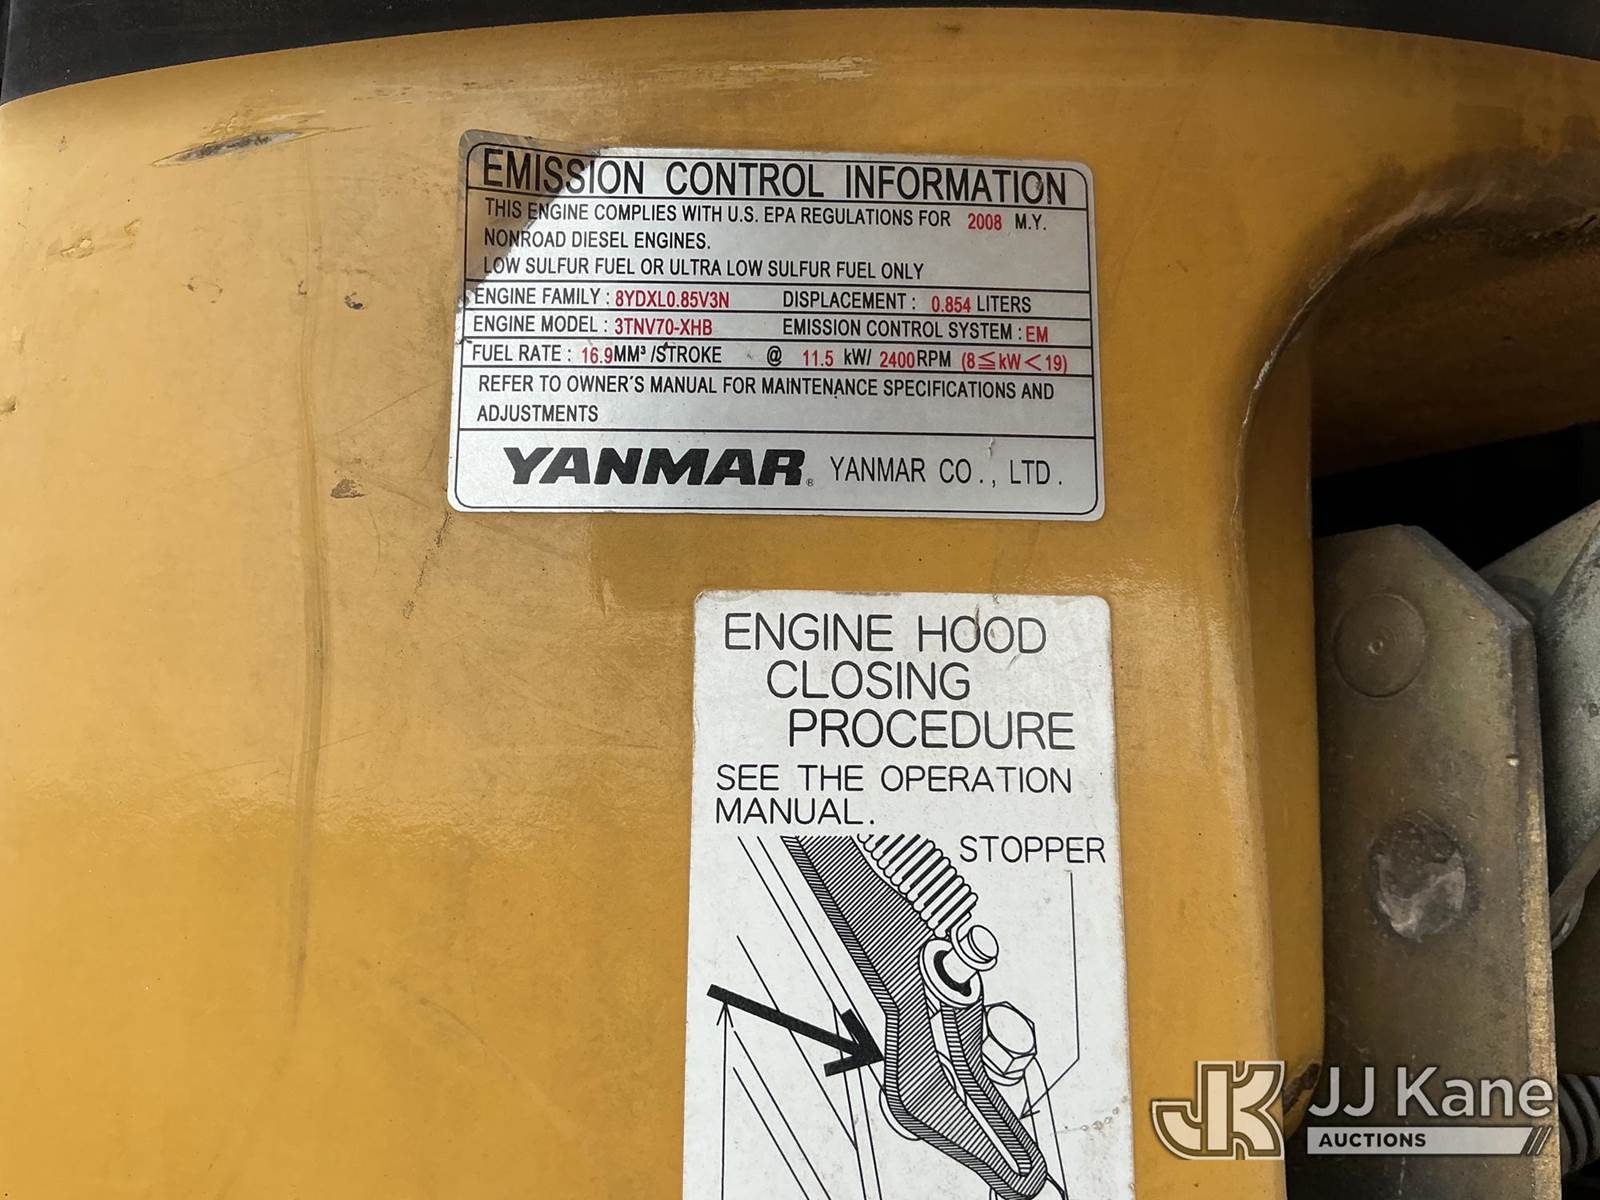 EMISSION CONTROL INFORMATION
THIS ENGINE COMPLIES WITH U.S. EPA REGULATIONS FOR 2008 M.Y.
NONROAD DIESEL ENGINES.
LOW SULFUR FUEL OR ULTRA LOW SULFUR FUEL ONLY
ENGINE FAMILY : 8YDXL0.85V3N DISPLACEMENT : 0.854 LITERS
ENGINE MODEL : 3TNV70-XHB EMISSION CONTROL SYSTEM : EM
FUEL RATE : 16.9MM³ /STROKE @ 11.5 kW/ 2400RPM (8≦kW<19)
REFER TO OWNER'S MANUAL FOR MAINTENANCE SPECIFICATIONS AND
ADJUSTMENTS
YANMAR® YANMAR CO., LTD.
ENGINE HOOD
CLOSING
PROCEDURE
SEE THE OPERATION
MANUAL.
STOPPER
JK JJ Kane
AUCTIONS